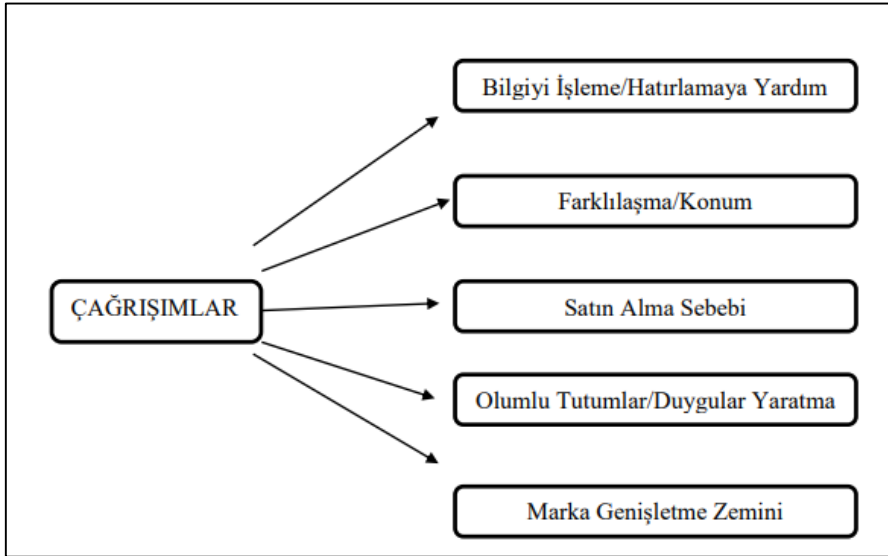 Bilgiyi İşleme/Hatırlamaya Yardım
Farklılaşma/Konum
ÇAĞRIŞIMLAR
Satın Alma Sebebi
Olumlu Tutumlar/Duygular Yaratma
Marka Genişletme Zemini